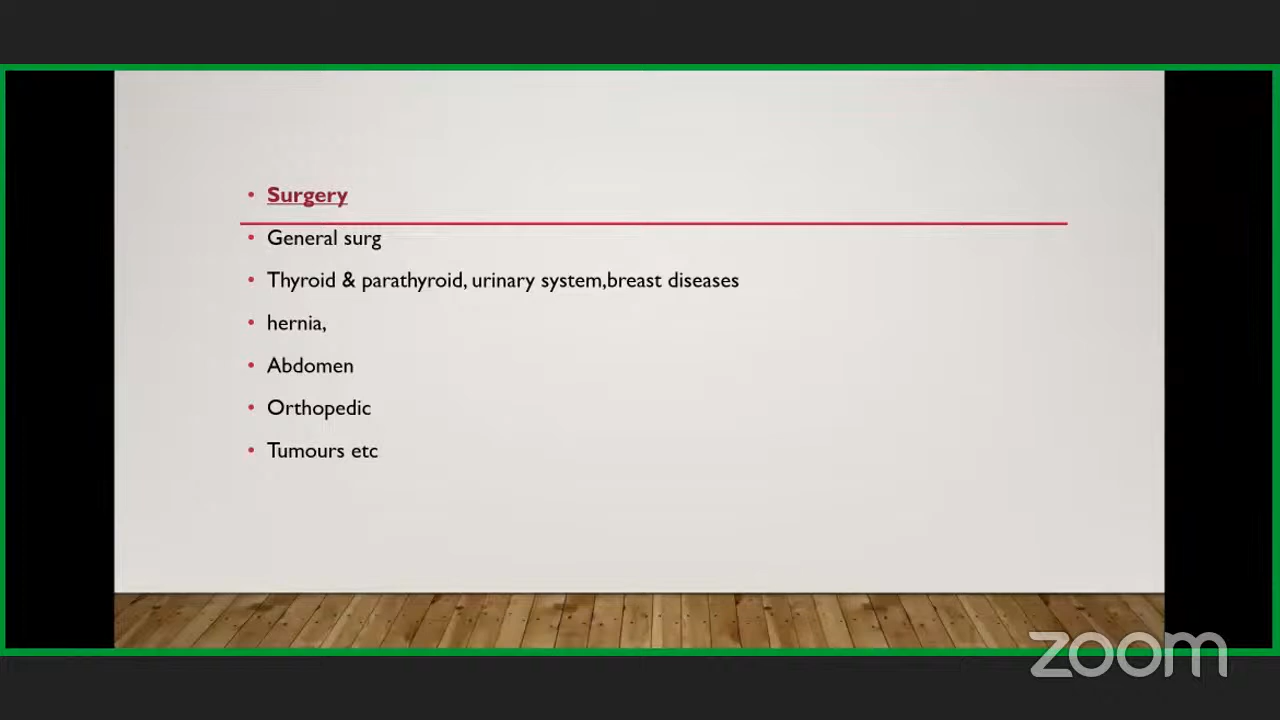 • Surgery
• General surg
• Thyroid & parathyroid, urinary system,breast diseases
• hernia,
• Abdomen
• Orthopedic
• Tumours etc
zoom